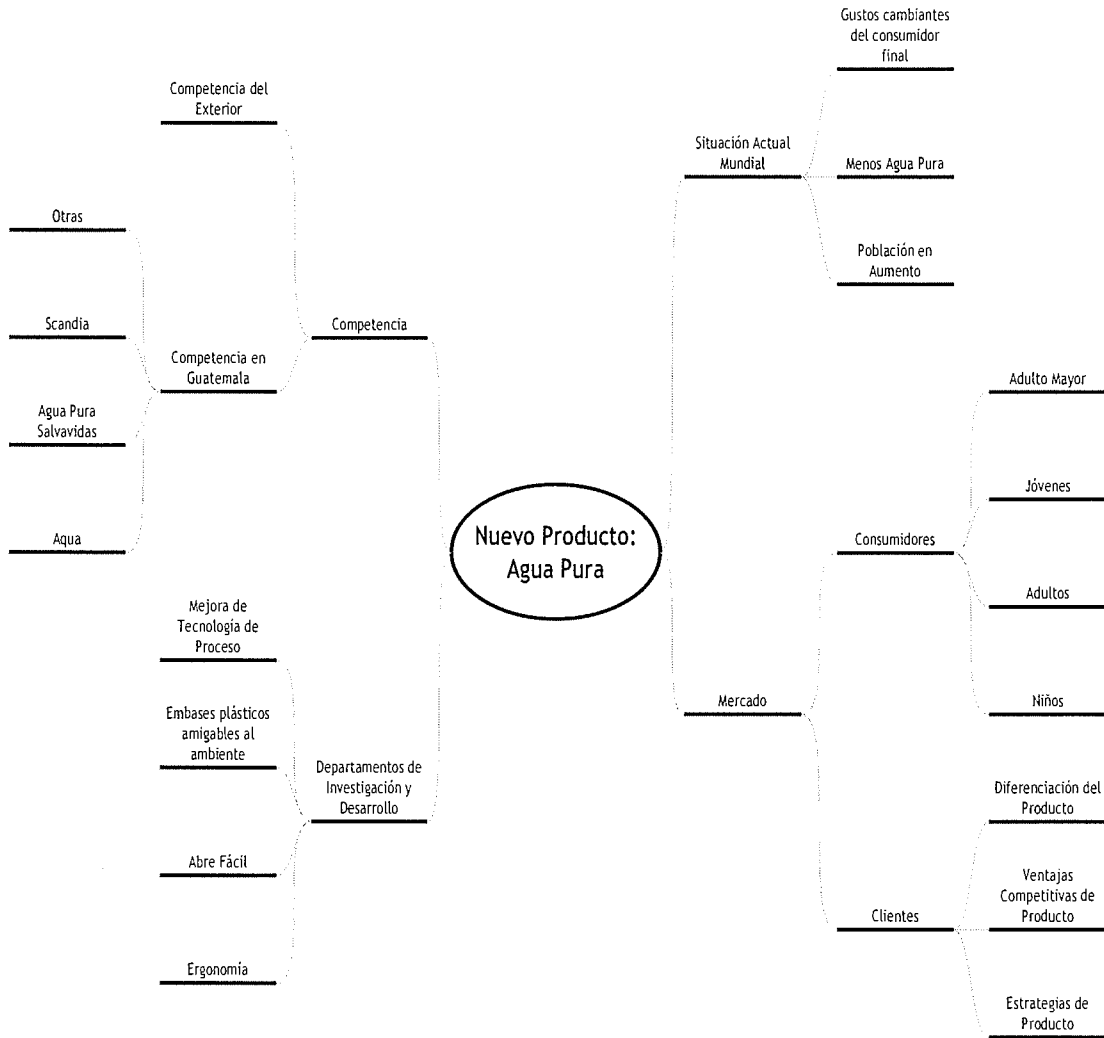 Gustos cambiantes
del consumidor
final
Competencia del
Exterior
Situación Actual
Mundial
Menos Agua Pura
Otras
Población en
Aumento
Scandia
Competencia
Competencia en
Guatemala
Adulto Mayor
Agua Pura
Salvavidas
Jóvenes
Nuevo Producto:
Agua Pura
Aqua
Consumidores
Adultos
Mejora de
Tecnología de
Proceso
Mercado
Niños
Embases plásticos
amigables al
ambiente
Departamentos de
Investigación y
Desarrollo
Diferenciación del
Producto
Abre Fácil
Ventajas
Competitivas de
Producto
Clientes
Ergonomía
Estrategias de
Producto